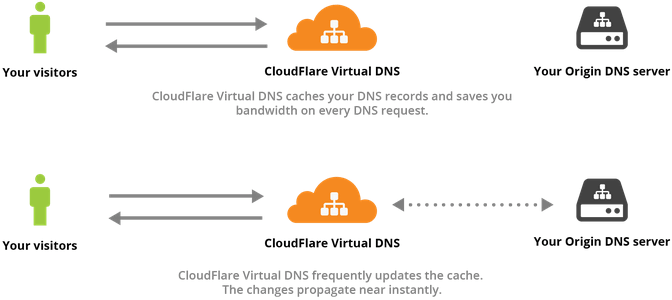 Your visitors
CloudFlare Virtual DNS
Your Origin DNS server
CloudFlare Virtual DNS caches your DNS records and saves you
bandwidth on every DNS request.
Your visitors
CloudFlare Virtual DNS
Your Origin DNS server
CloudFlare Virtual DNS frequently updates the cache.
The changes propagate near instantly.